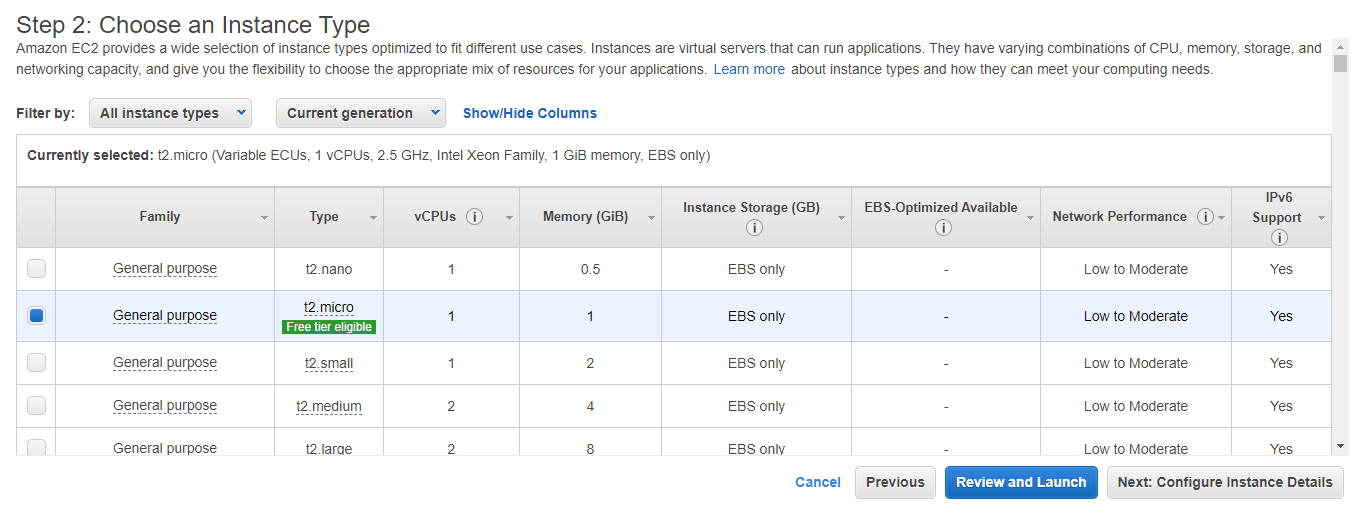 Step 2: Choose an Instance Type
Amazon EC2 provides a wide selection of instance types optimized to fit different use cases. Instances are virtual servers that can run applications. They have varying combinations of CPU, memory, storage, and
networking capacity, and give you the flexibility to choose the appropriate mix of resources for your applications. Learn more about instance types and how they can meet your computing needs.
Filter by: All instance types Current generation Show/Hide Columns
Currently selected: t2.micro (Variable ECUs, 1 vCPUs, 2.5 GHz, Intel Xeon Family, 1 GiB memory, EBS only)
Family Type vCPUs i Memory (GiB) Instance Storage (GB) i EBS-Optimized Available i Network Performance i IPv6 Support i
General purpose t2.nano 1 0.5 EBS only - Low to Moderate Yes
General purpose t2.micro Free tier eligible 1 1 EBS only - Low to Moderate Yes
General purpose t2.small 1 2 EBS only - Low to Moderate Yes
General purpose t2.medium 2 4 EBS only - Low to Moderate Yes
General purpose t2.large 2 8 EBS only - Low to Moderate Yes
Cancel Previous Review and Launch Next: Configure Instance Details